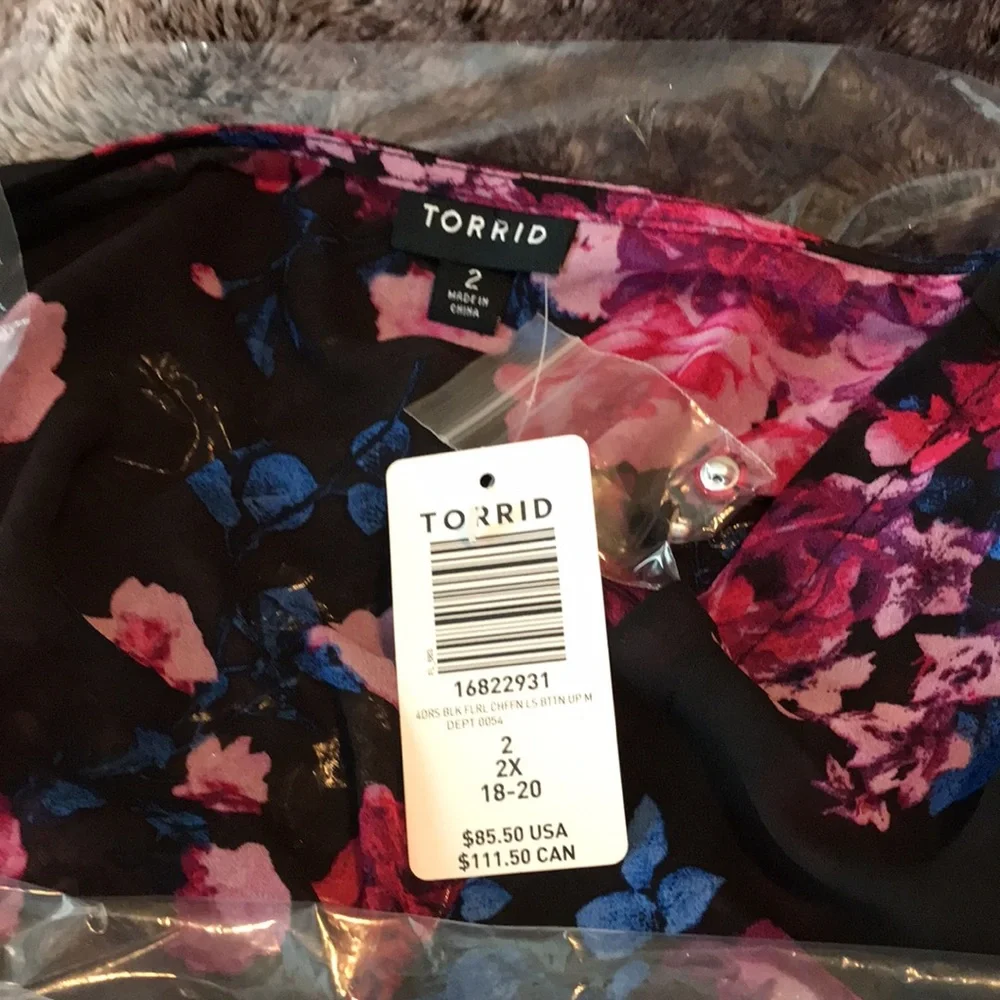 TORRID
2
MADE IN
CHINA
TORRID
16822931
4DRS BLK FLRL CHFFN LS BTTN UP M
DEPT 0054
2
2X
18-20
$85.50 USA
$111.50 CAN